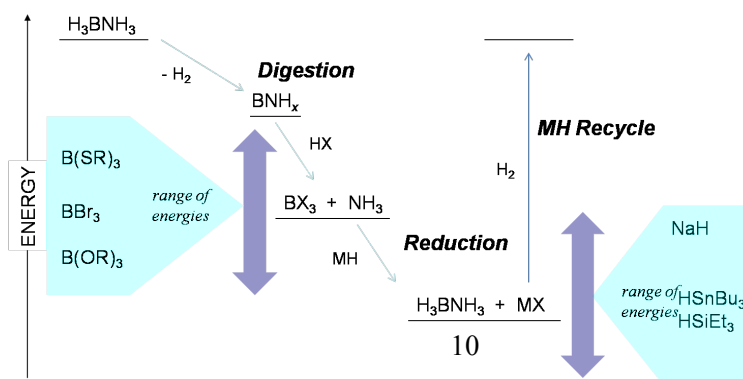 H₃BNH₃
- H₂
Digestion
BNHₓ
HX
MH Recycle
B(SR)₃
BBr₃
B(OR)₃
range of
energies
ENERGY
BX₃ + NH₃
H₂
MH
Reduction
H₃BNH₃ + MX
10
NaH
range of
energies
HSnBu₃
HSiEt₃